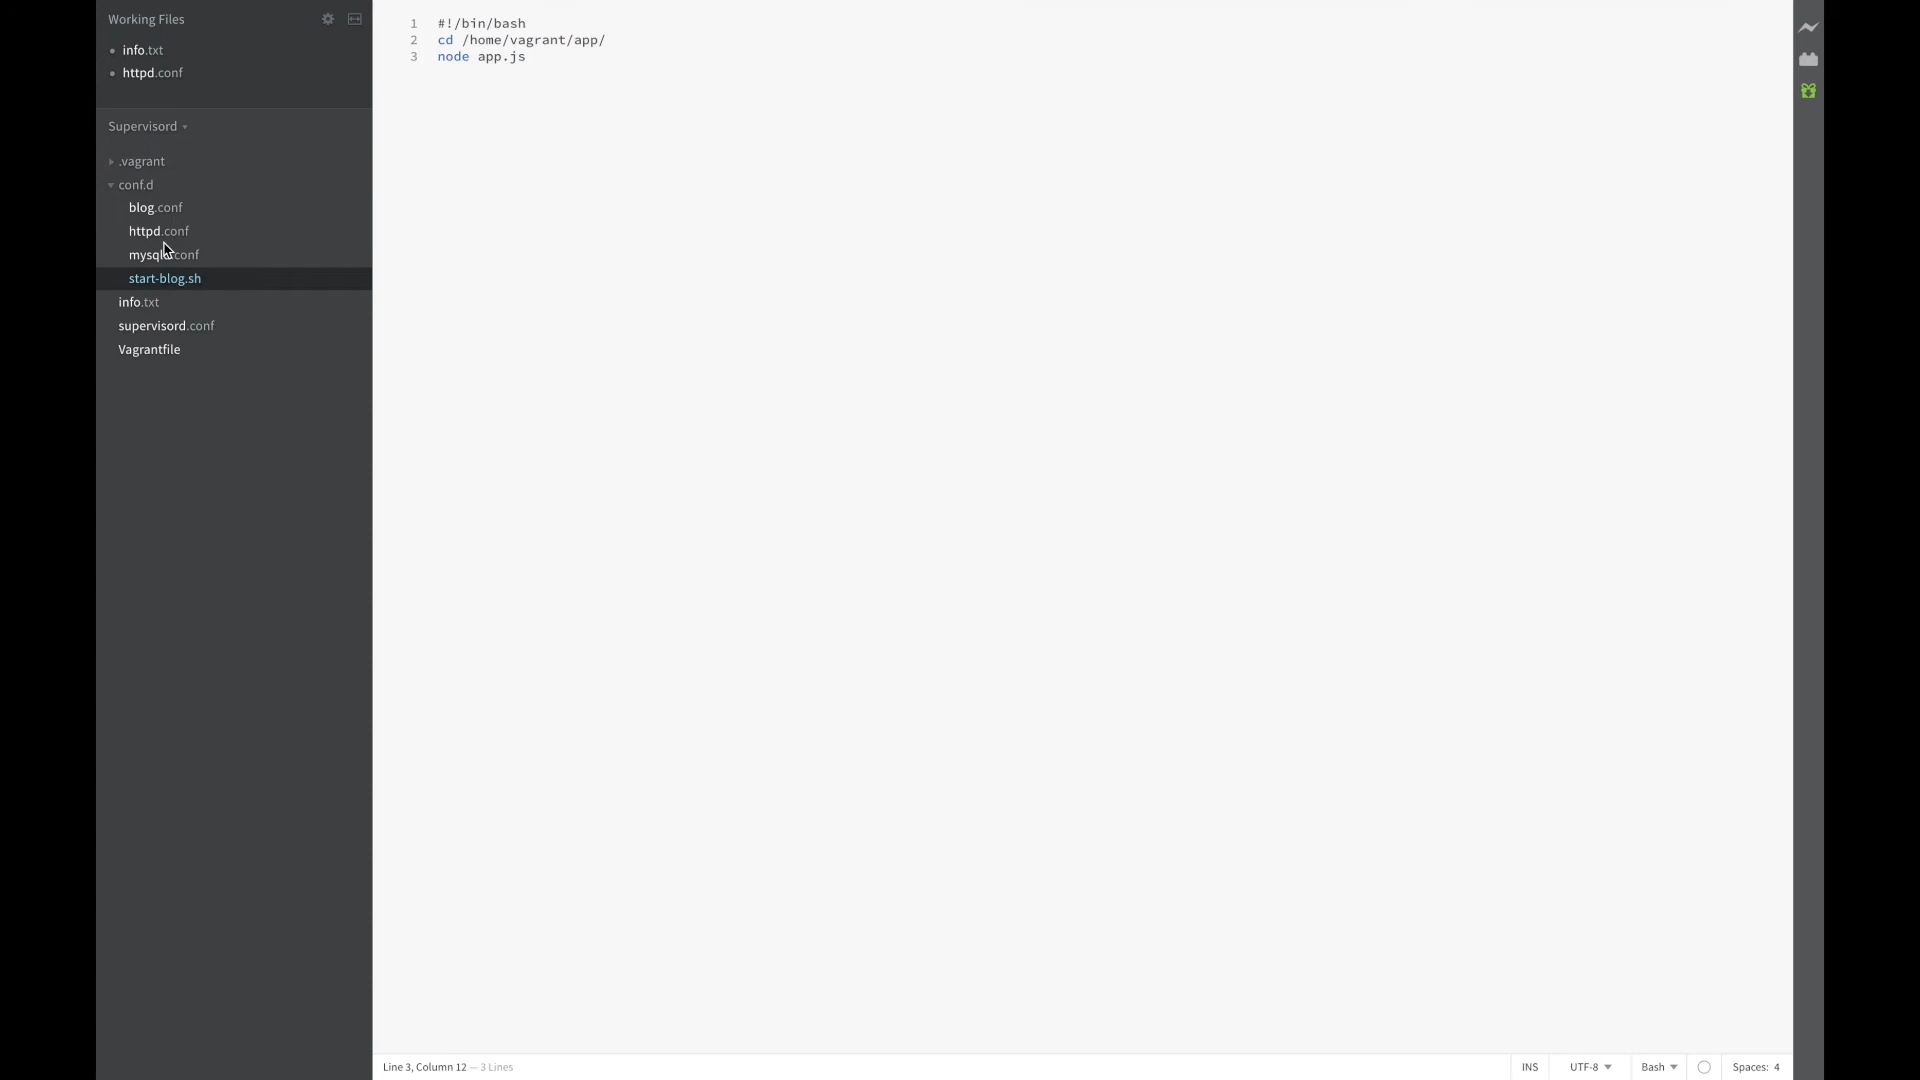 Working Files
info.txt
httpd.conf
Supervisord
.vagrant
conf.d
blog.conf
httpd.conf
start-blog.sh
info.txt
supervisord.conf
Vagrantfile
1 #!/bin/bash
2 cd /home/vagrant/app/
3 node app.js
Line 3, Column 12 — 3 Lines
INS
UTF-8
Bash
Spaces: 4